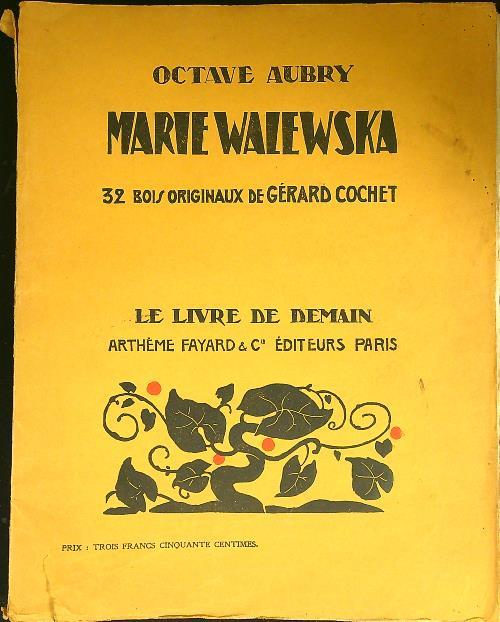 OCTAVE AUBRY
MARIE WALEWSKA
32 BOIS ORIGINAUX DE GÉRARD COCHET
LE LIVRE DE DEMAIN
ARTHÈME FAYARD & Cie ÉDITEURS PARIS
PRIX : TROIS FRANCS CINQUANTE CENTIMES.